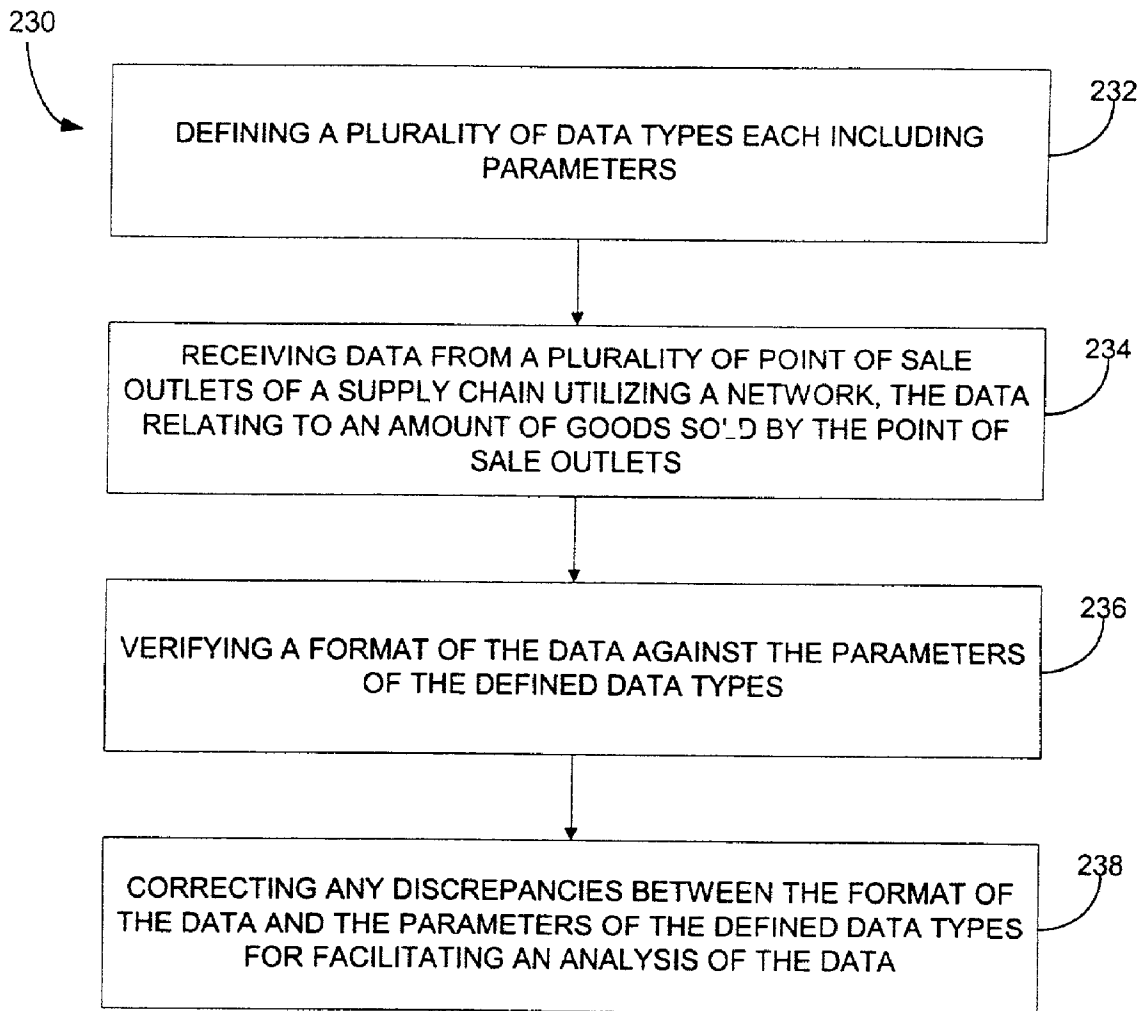 230
232
DEFINING A PLURALITY OF DATA TYPES EACH INCLUDING
PARAMETERS
234
RECEIVING DATA FROM A PLURALITY OF POINT OF SALE
OUTLETS OF A SUPPLY CHAIN UTILIZING A NETWORK, THE DATA
RELATING TO AN AMOUNT OF GOODS SOLD BY THE POINT OF
SALE OUTLETS
236
VERIFYING A FORMAT OF THE DATA AGAINST THE PARAMETERS
OF THE DEFINED DATA TYPES
238
CORRECTING ANY DISCREPANCIES BETWEEN THE FORMAT OF
THE DATA AND THE PARAMETERS OF THE DEFINED DATA TYPES
FOR FACILITATING AN ANALYSIS OF THE DATA